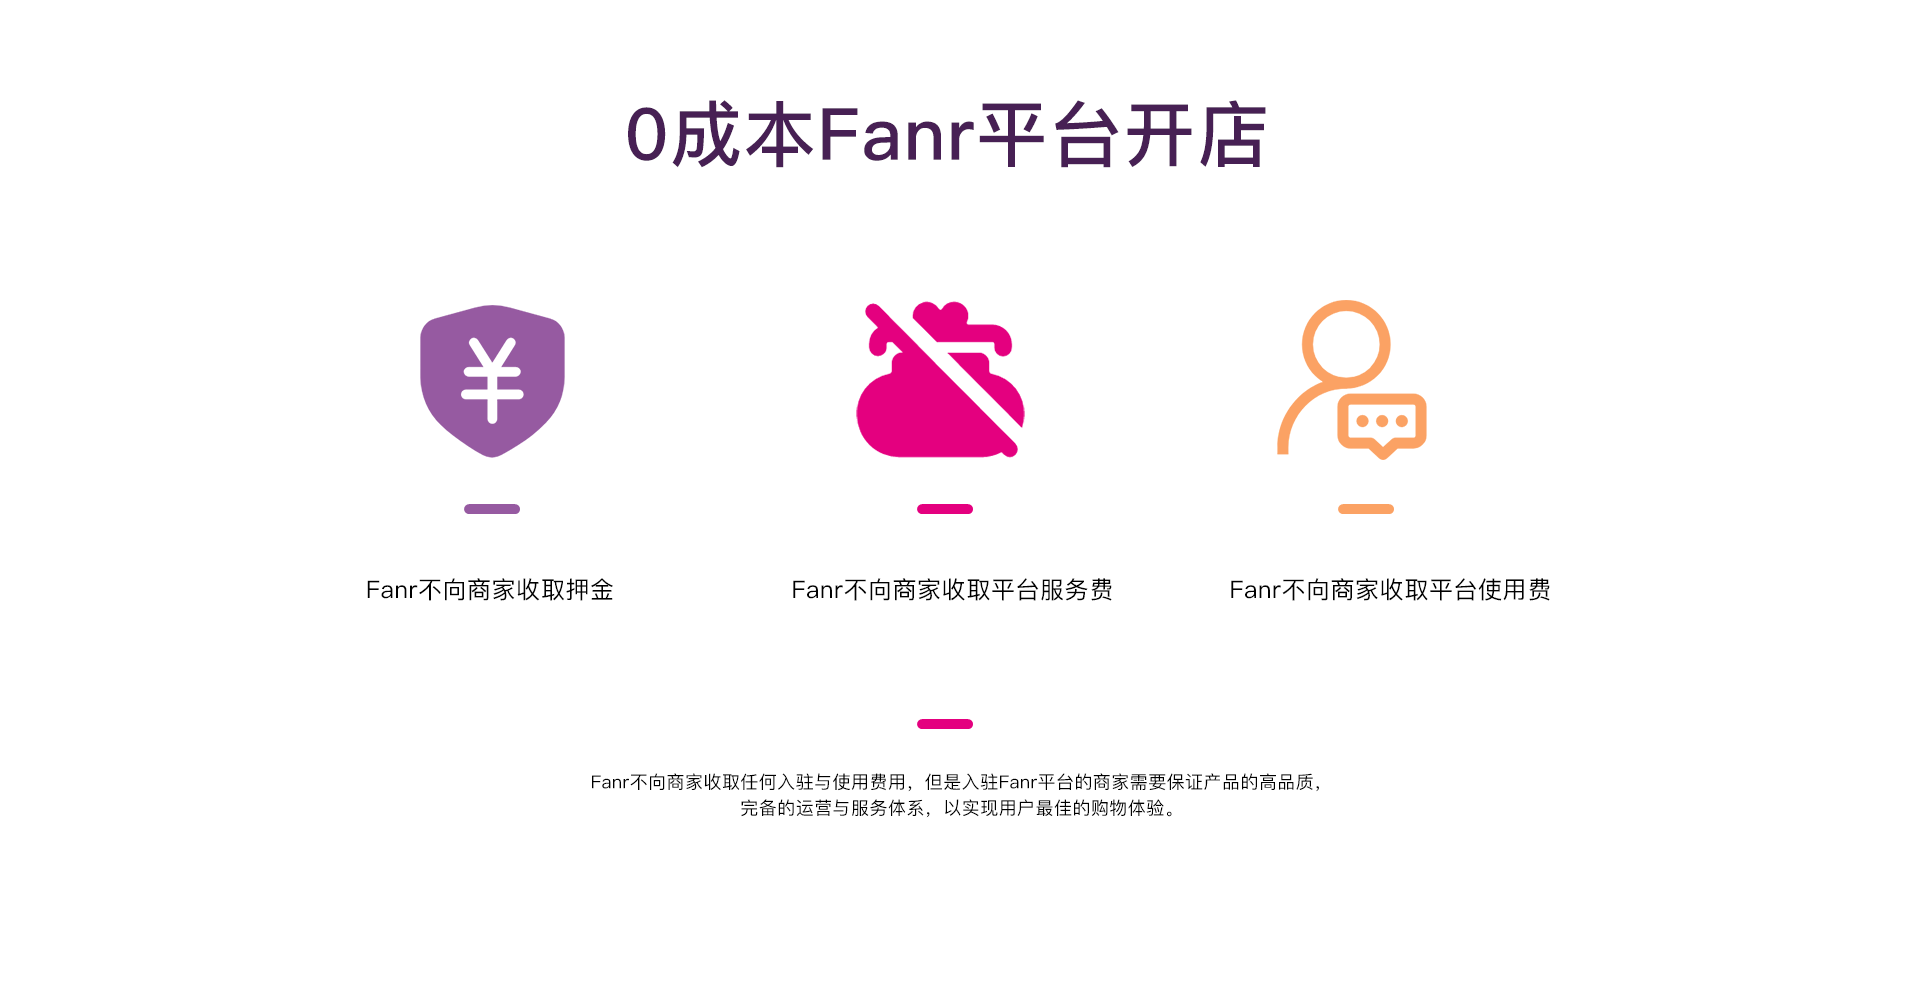 0成本Fanr平台开店
¥
Fanr不向商家收取押金
Fanr不向商家收取平台服务费
Fanr不向商家收取平台使用费
Fanr不向商家收取任何入驻与使用费用，但是入驻Fanr平台的商家需要保证产品的高品质，
完备的运营与服务体系，以实现用户最佳的购物体验。